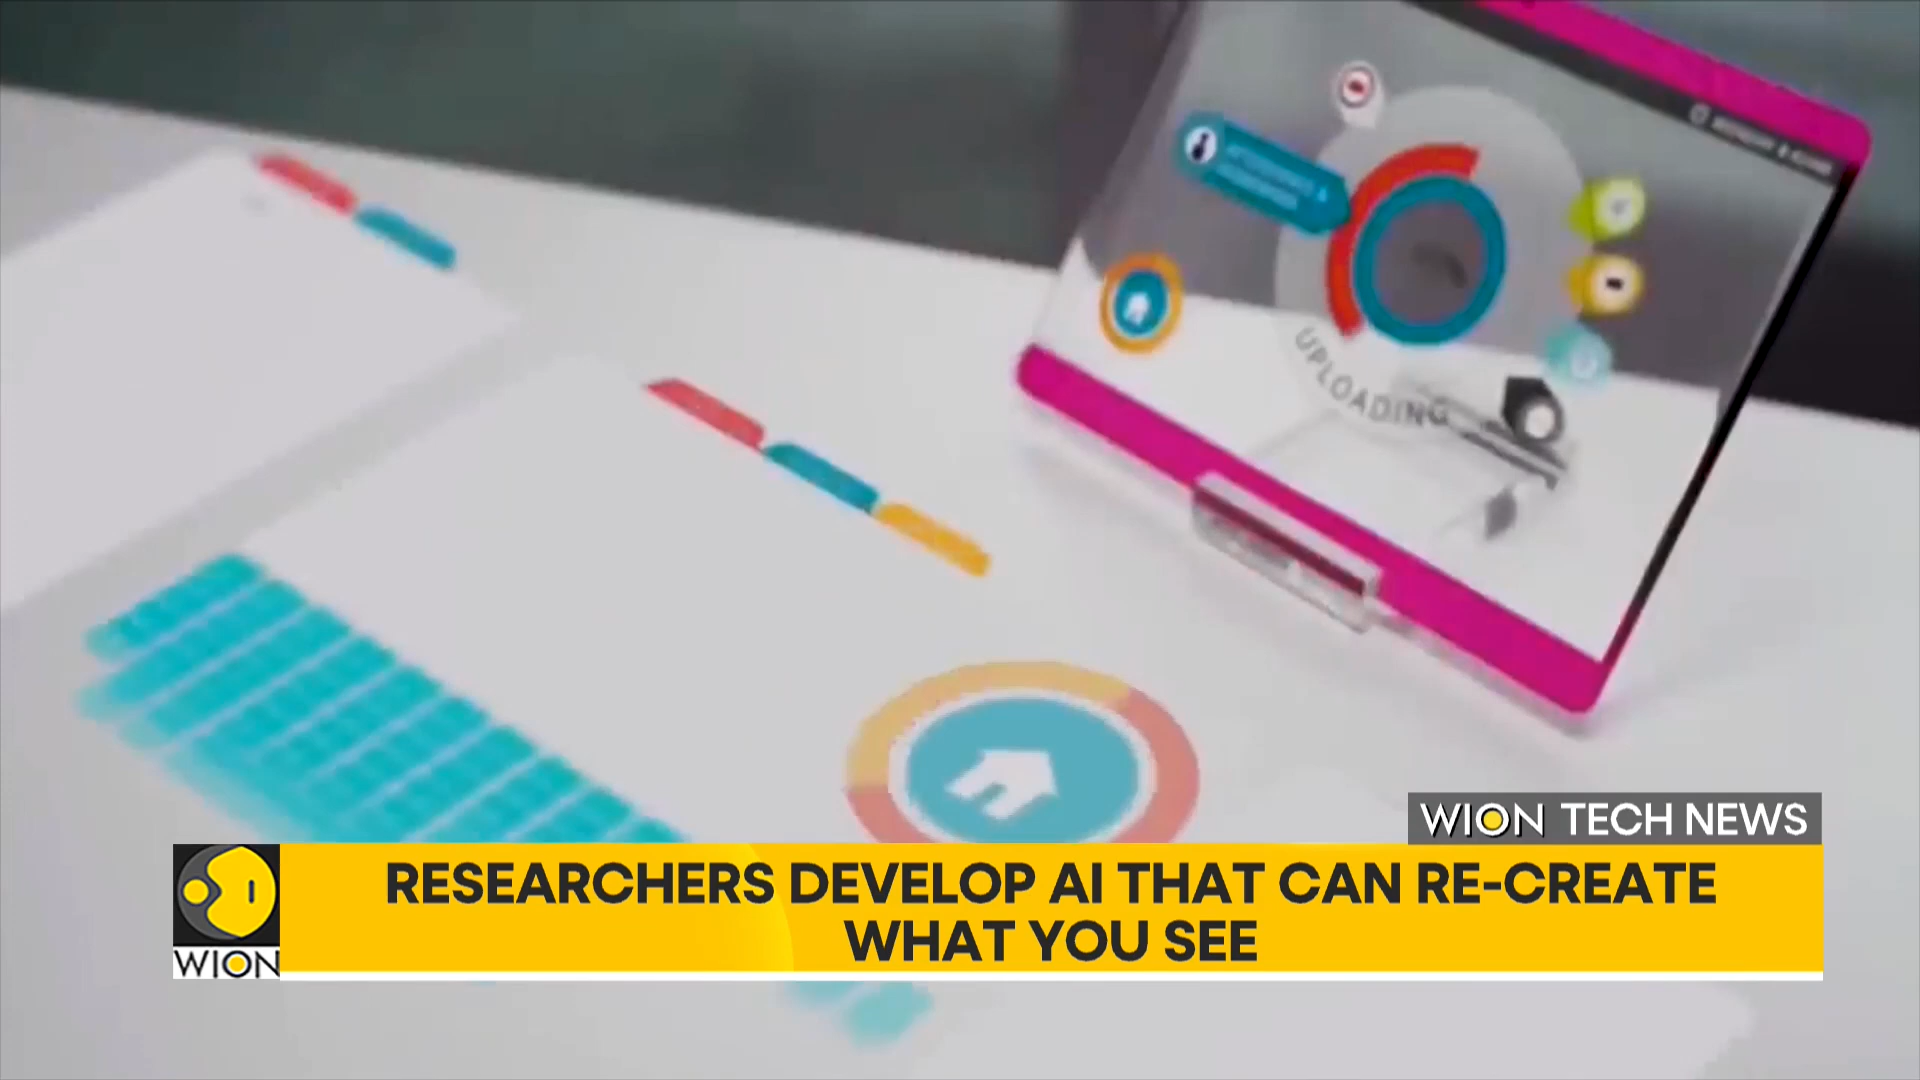 UPLOADING
WION TECH NEWS
RESEARCHERS DEVELOP AI THAT CAN RE-CREATE
WHAT YOU SEE
WION